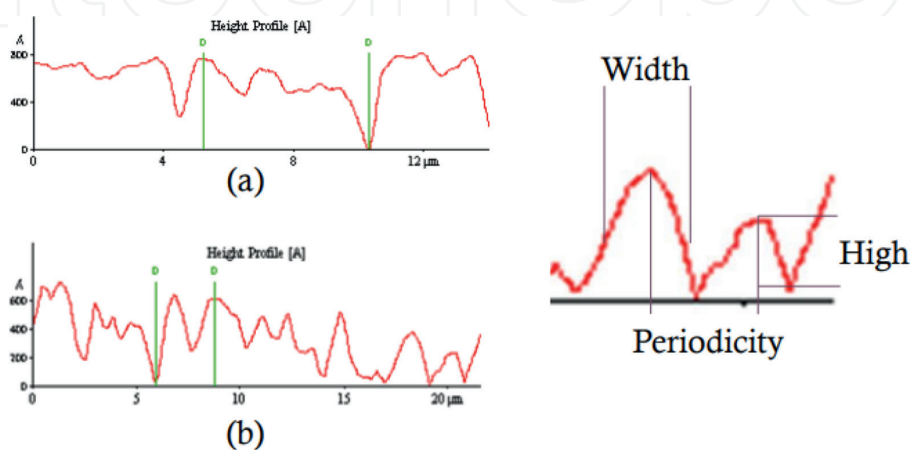 Height Profile [A]
A
D
D
800
400
0
0
4
8
12 μm
(a)
Height Profile [A]
A
D
D
600
400
200
0
0
5
10
15
20 μm
(b)
Width
High
Periodicity